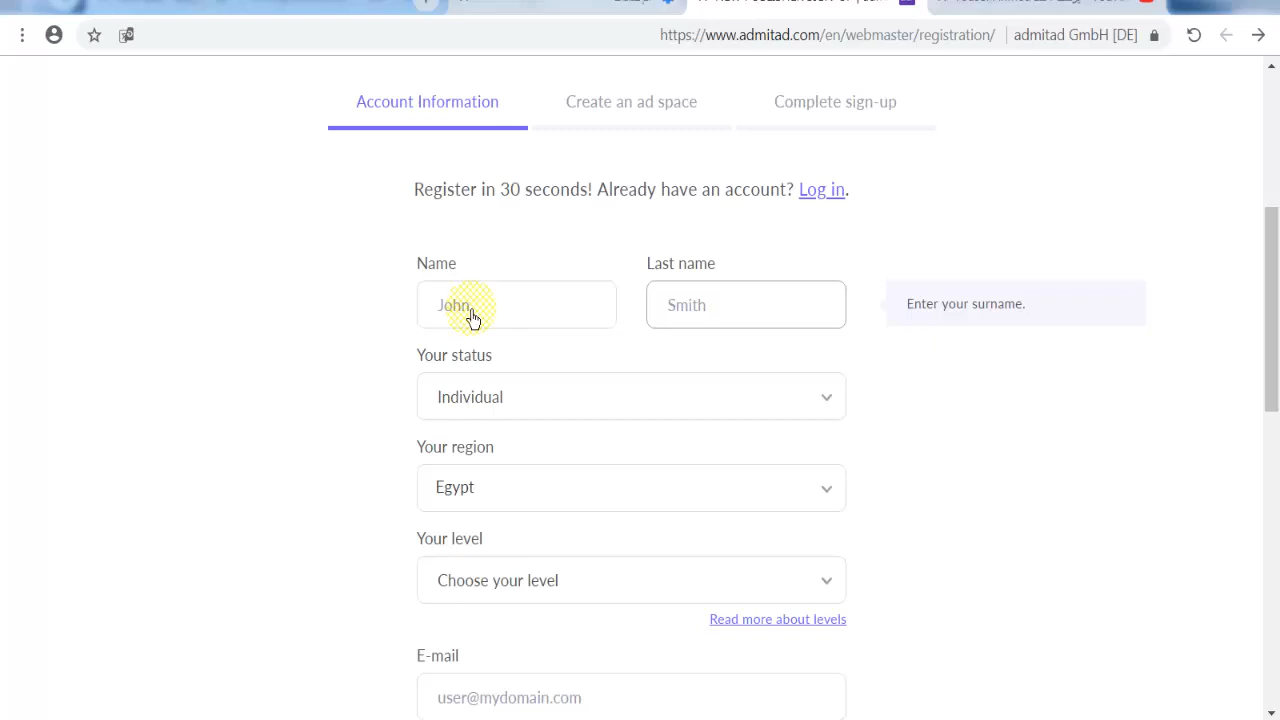 https://www.admitad.com/en/webmaster/registration/ admitad GmbH [DE]
Account Information Create an ad space Complete sign-up
Register in 30 seconds! Already have an account? Log in.
Name Last name
John Smith Enter your surname.
Your status
Individual
Your region
Egypt
Your level
Choose your level
Read more about levels
E-mail
user@mydomain.com